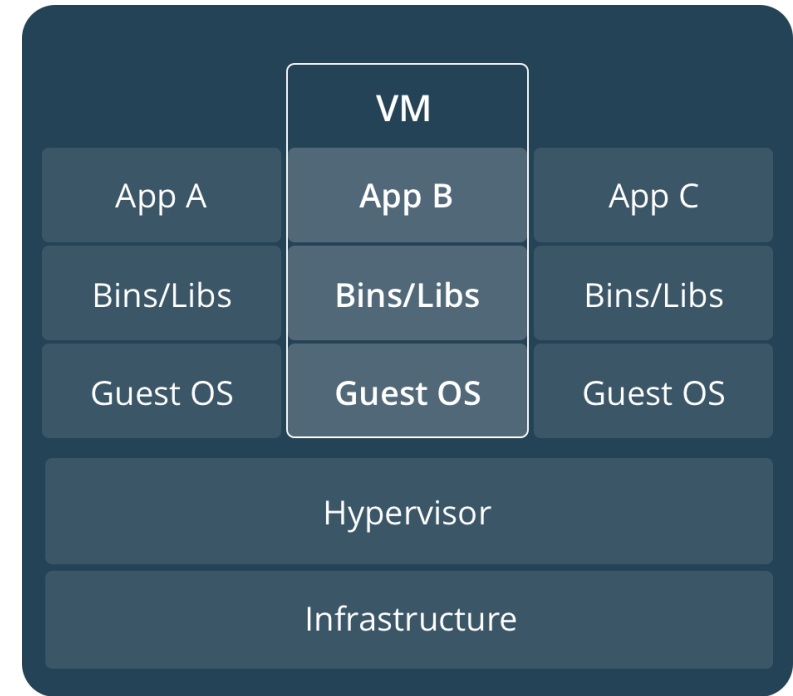 VM
App A
App B
App C
Bins/Libs
Bins/Libs
Bins/Libs
Guest OS
Guest OS
Guest OS
Hypervisor
Infrastructure